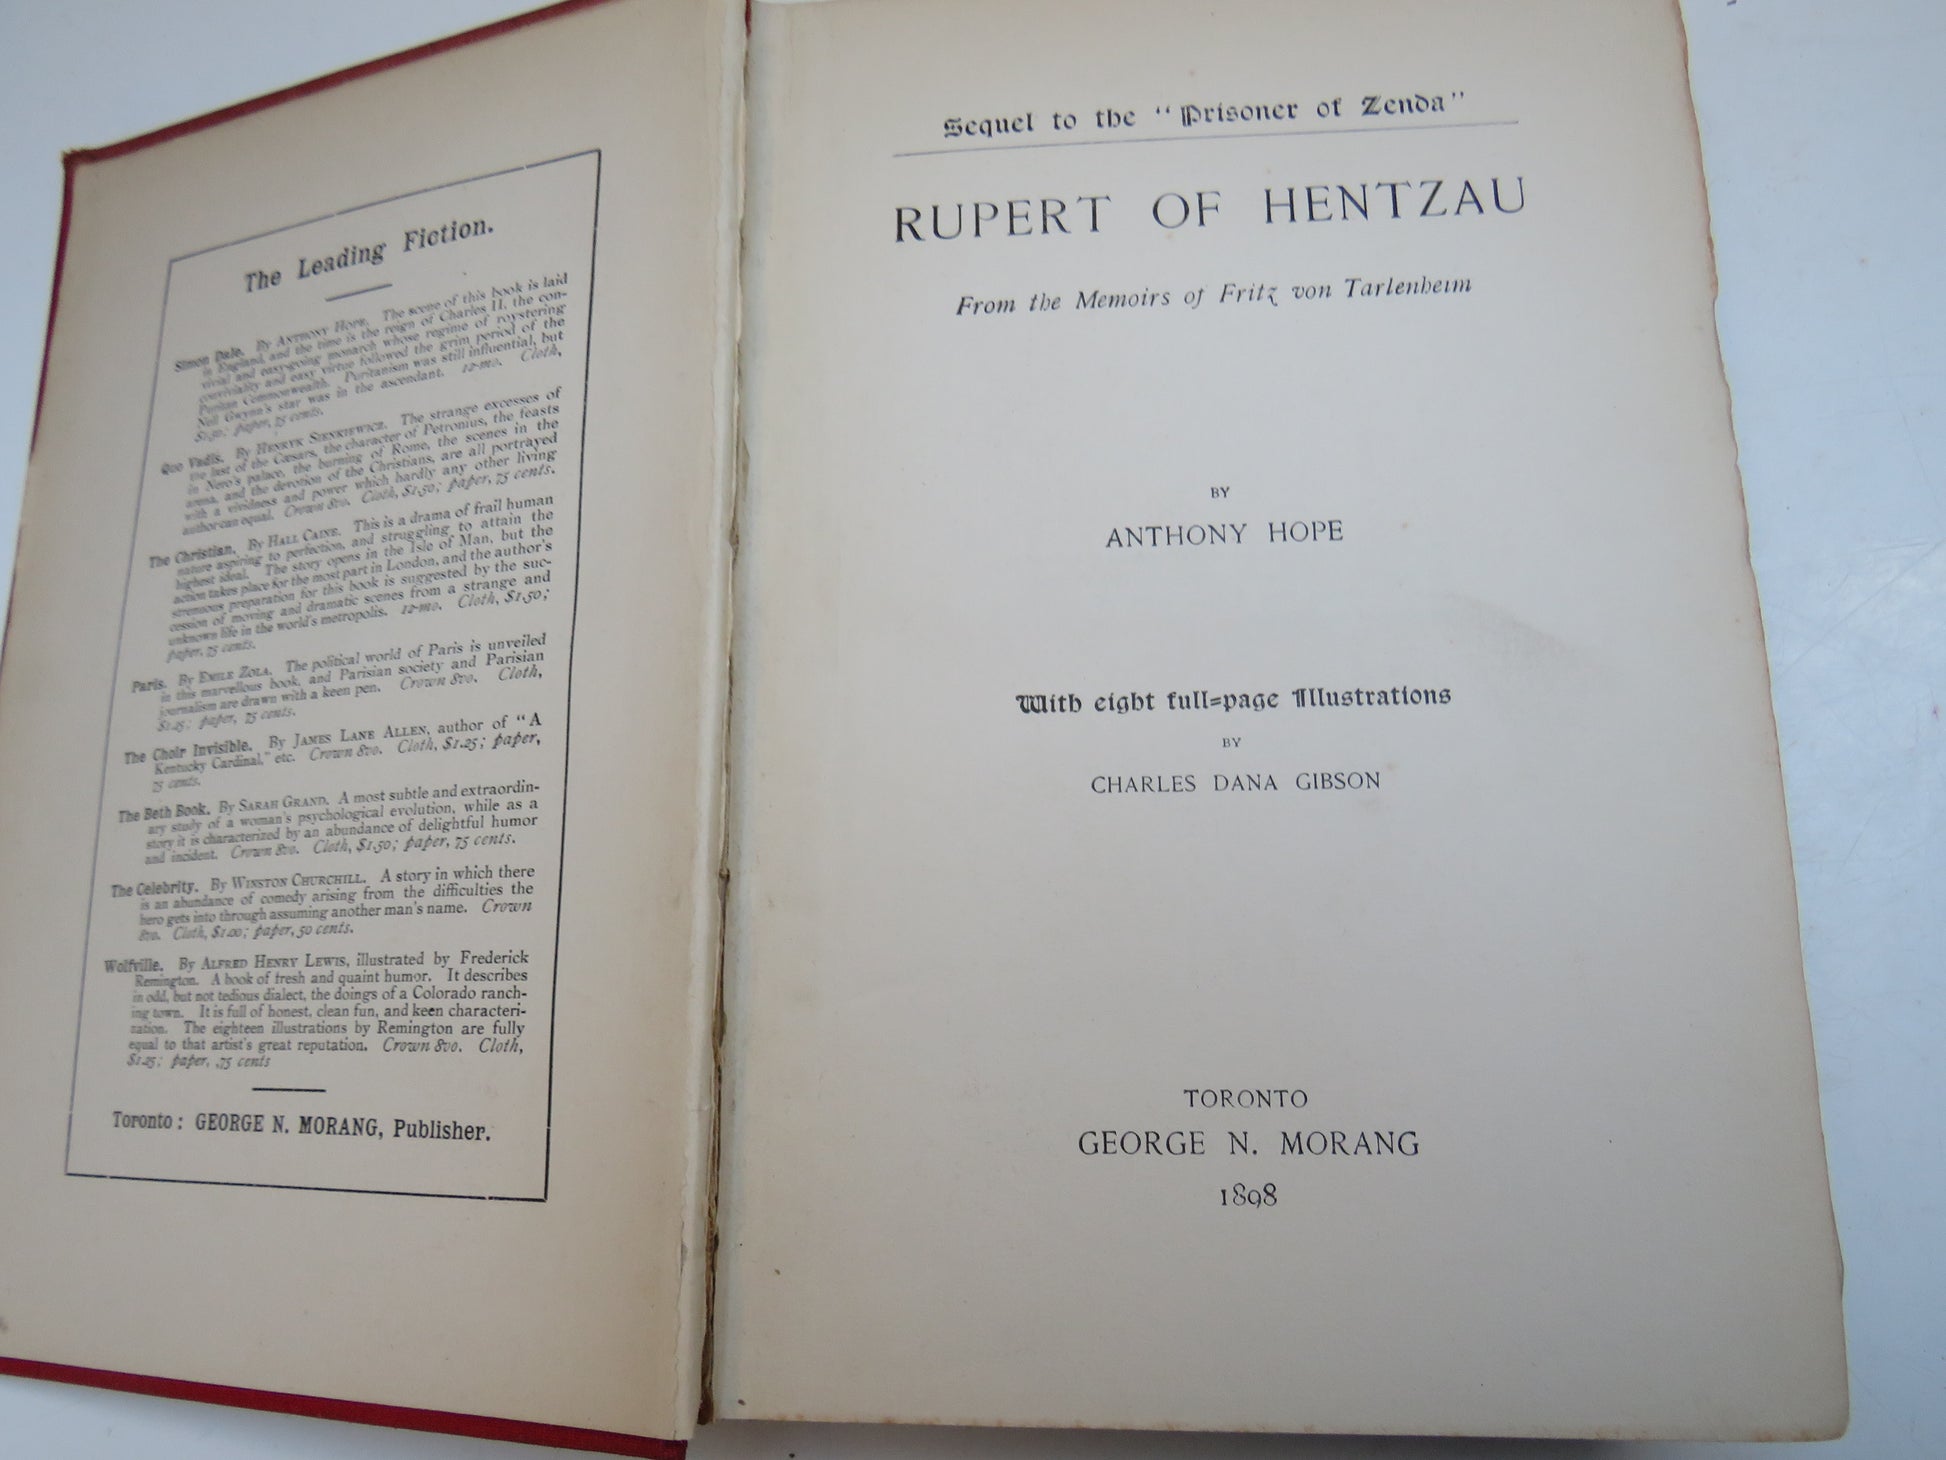 The Leading Fiction.
Simon Dale. By ANTHONY HOPE. The scene of this book is laid
in England, and the time is the reign of Charles II, the con-
vivial and easy-going monarch whose regime of roystering
conviviality and easy virtue followed the grim period of the
Puritan Commonwealth. Puritanism was still influential, but
Nell Gwynn's star was in the ascendant. 12-mo. Cloth,
$1.50; paper, 75 cents.
Quo Vadis. By HENRYK SIENKIEWICZ. The strange excesses of
the last of the Cæsars, the character of Petronius, the feasts
in Nero's palace, the burning of Rome, the scenes in the
arena, and the devotion of the Christians, are all portrayed
with a vividness and power which hardly any other living
author can equal. Crown 8vo. Cloth, $1.50; paper, 75 cents.
The Christian. By HALL CAINE. This is a drama of frail human
nature aspiring to perfection, and struggling to attain the
highest ideal. The story opens in the Isle of Man, but the
action takes place for the most part in London, and the author's
strenuous preparation for this book is suggested by the suc-
cession of moving and dramatic scenes from a strange and
unknown life in the world's metropolis. 12-mo. Cloth, $1.50;
paper, 75 cents.
Paris. By EMILE ZOLA. The political world of Paris is unveiled
in this marvellous book, and Parisian society and Parisian
journalism are drawn with a keen pen. Crown 8vo. Cloth,
$1.25; paper, 75 cents.
The Choir Invisible. By JAMES LANE ALLEN, author of "A
Kentucky Cardinal," etc. Crown 8vo. Cloth, $1.25; paper,
75 cents.
The Beth Book. By SARAH GRAND. A most subtle and extraordin-
ary study of a woman's psychological evolution, while as a
story it is characterized by an abundance of delightful humor
and incident. Crown 8vo. Cloth, $1.50; paper, 75 cents.
The Celebrity. By WINSTON CHURCHILL. A story in which there
is an abundance of comedy arising from the difficulties the
hero gets into through assuming another man's name. Crown
8vo. Cloth, $1.00; paper, 50 cents.
Wolfville. By ALFRED HENRY LEWIS, illustrated by Frederick
Remington. A book of fresh and quaint humor. It describes
in odd, but not tedious dialect, the doings of a Colorado ranch-
ing town. It is full of honest, clean fun, and keen characteri-
zation. The eighteen illustrations by Remington are fully
equal to that artist's great reputation. Crown 8vo. Cloth,
$1.25; paper, .75 cents
Toronto: GEORGE N. MORANG, Publisher.
Sequel to the "Prisoner of Zenda"
RUPERT OF HENTZAU
From the Memoirs of Fritz von Tarlenheim
BY
ANTHONY HOPE
With eight full=page Illustrations
BY
CHARLES DANA GIBSON
TORONTO
GEORGE N. MORANG
1898